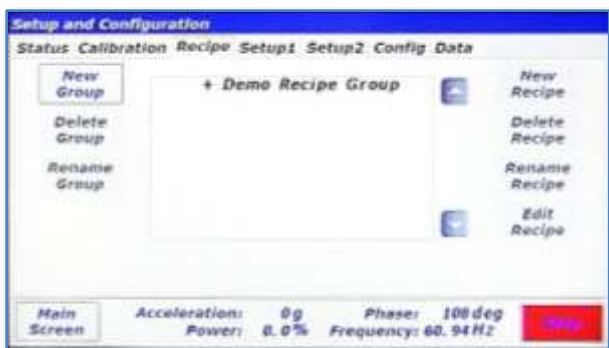 Setup and Configuration
Status Calibration Recipe Setup1 Setup2 Config Data
New
Group
Delete
Group
Rename
Group
+ Demo Recipe Group
New
Recipe
Delete
Recipe
Rename
Recipe
Edit
Recipe
Main
Screen
Acceleration: 0 g
Power: 0.0%
Phase: 108 deg
Frequency: 60.94 Hz